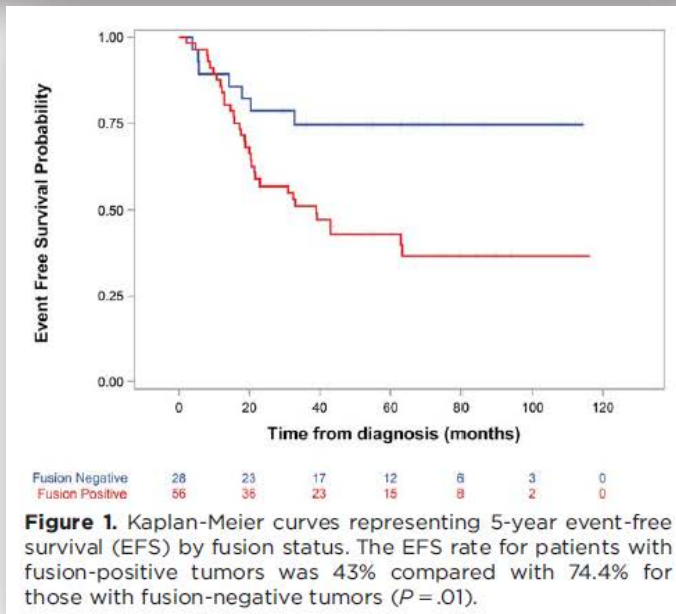 1.00
0.75
0.50
0.25
0.00
Event Free Survival Probability
0 20 40 60 80 100 120
Time from diagnosis (months)
Fusion Negative 28 23 17 12 6 3 0
Fusion Positive 56 36 23 15 8 2 0
Figure 1. Kaplan-Meier curves representing 5-year event-free
survival (EFS) by fusion status. The EFS rate for patients with
fusion-positive tumors was 43% compared with 74.4% for
those with fusion-negative tumors (P = .01).